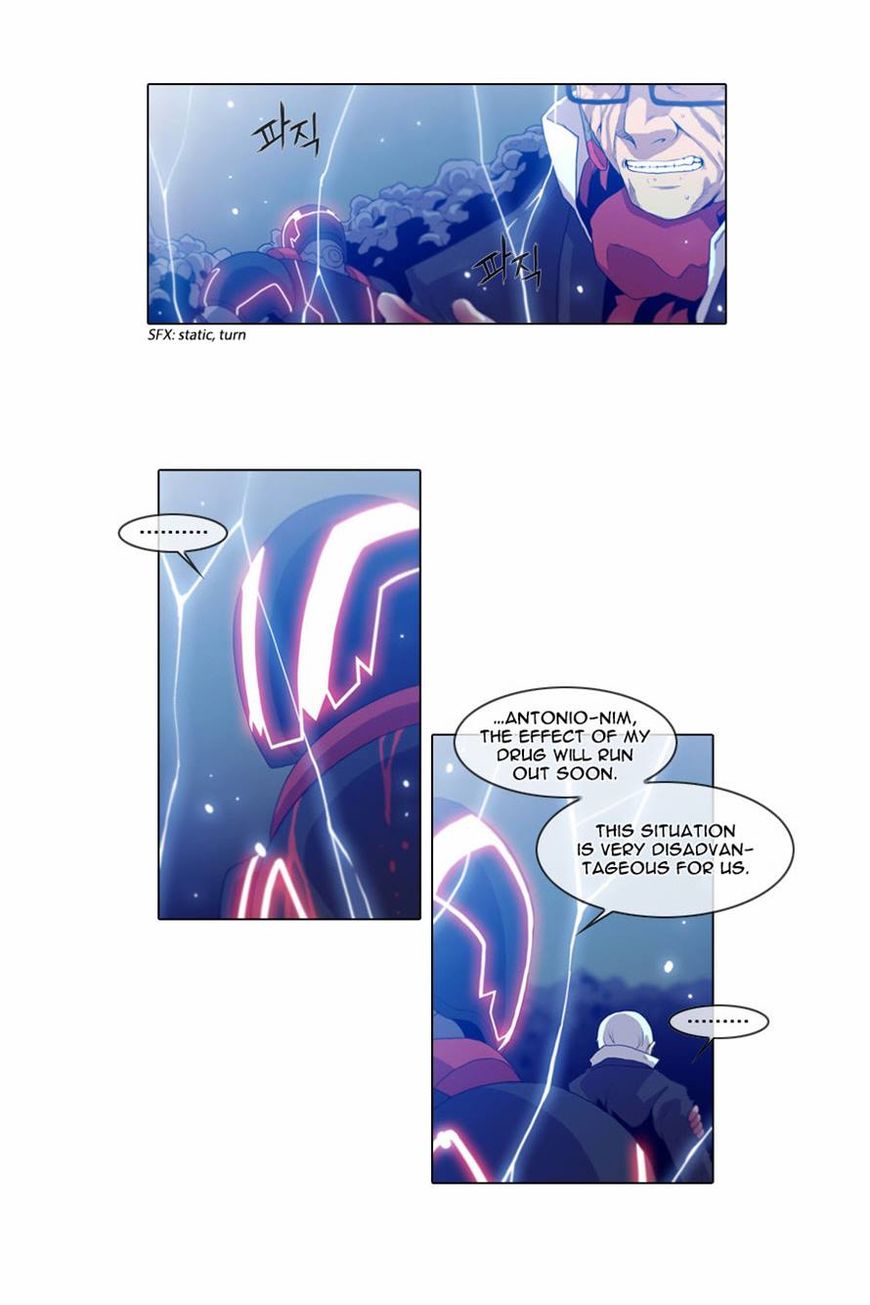 파직
파직
SFX: static, turn
..........
...ANTONIO-NIM,
THE EFFECT OF MY
DRUG WILL RUN
OUT SOON.
THIS SITUATION
IS VERY DISADVAN-
TAGEOUS FOR US.
.........